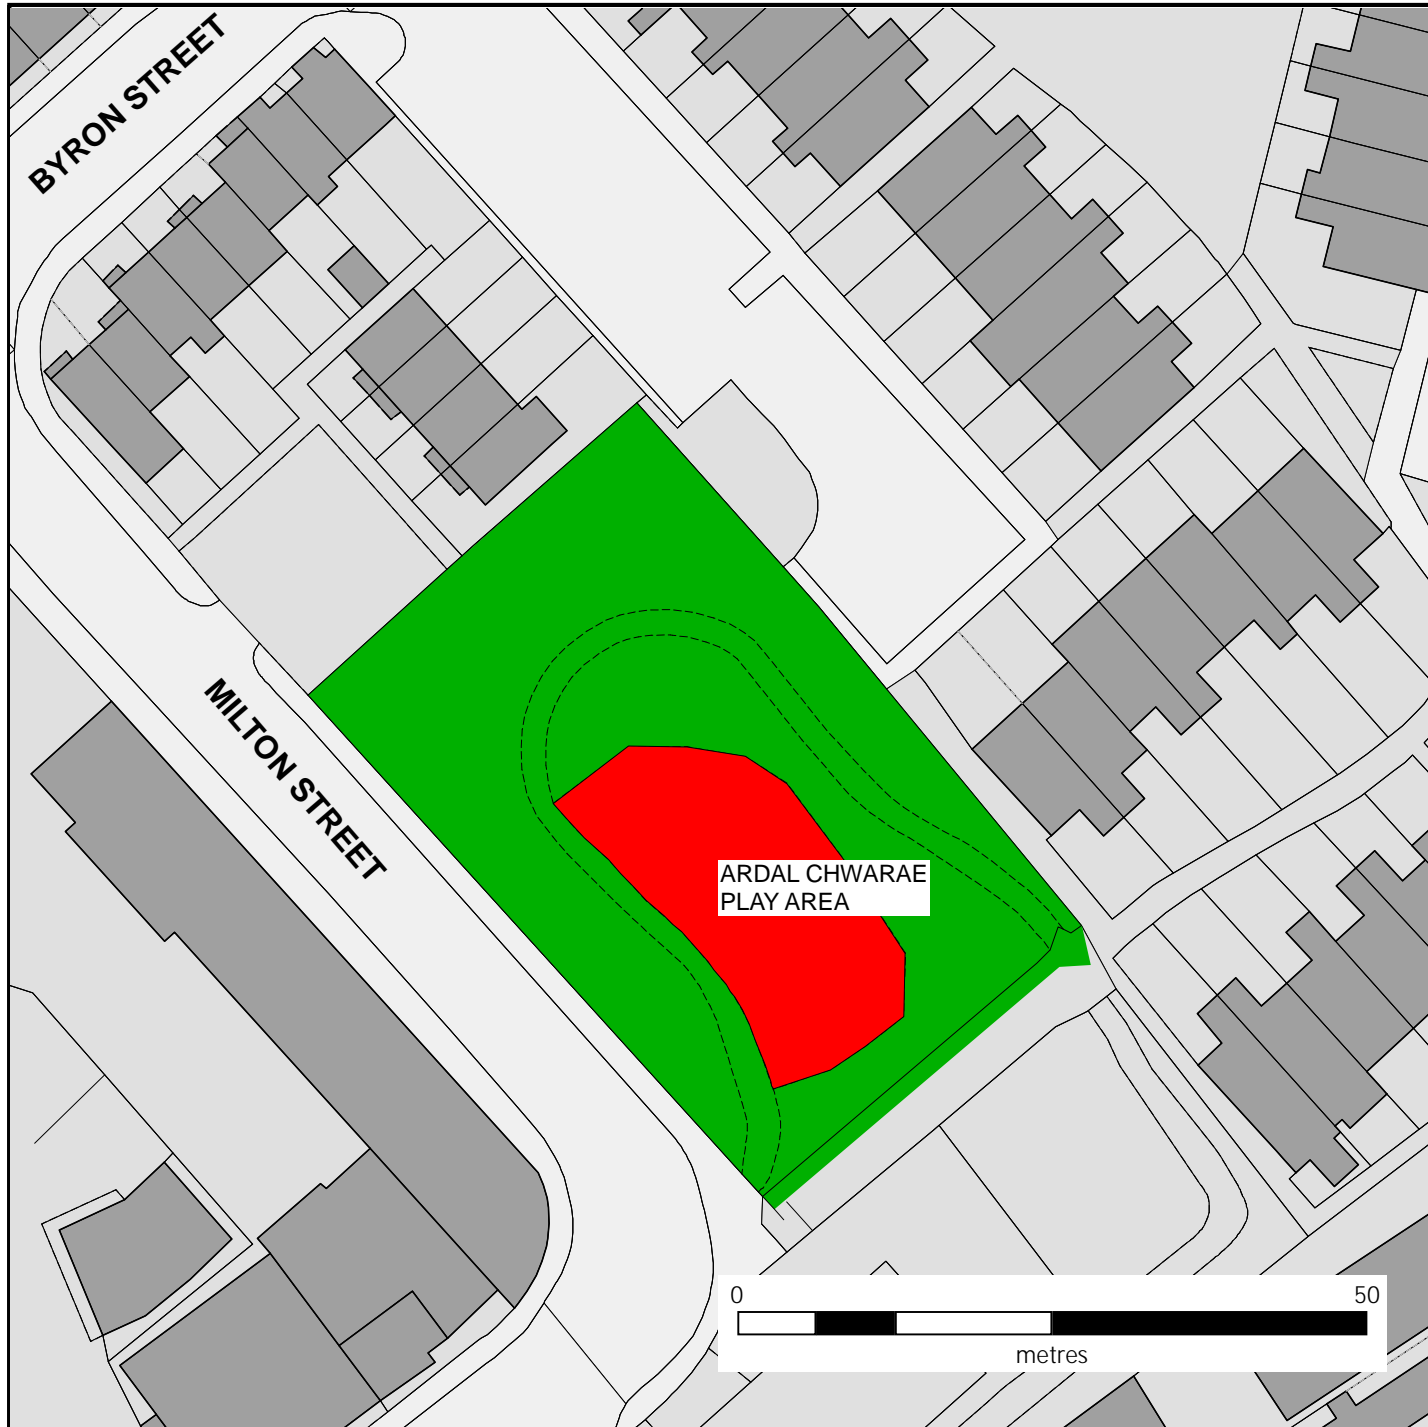 BYRON STREET
MILTON STREET
ARDAL CHWARAE
PLAY AREA
0 50
metres